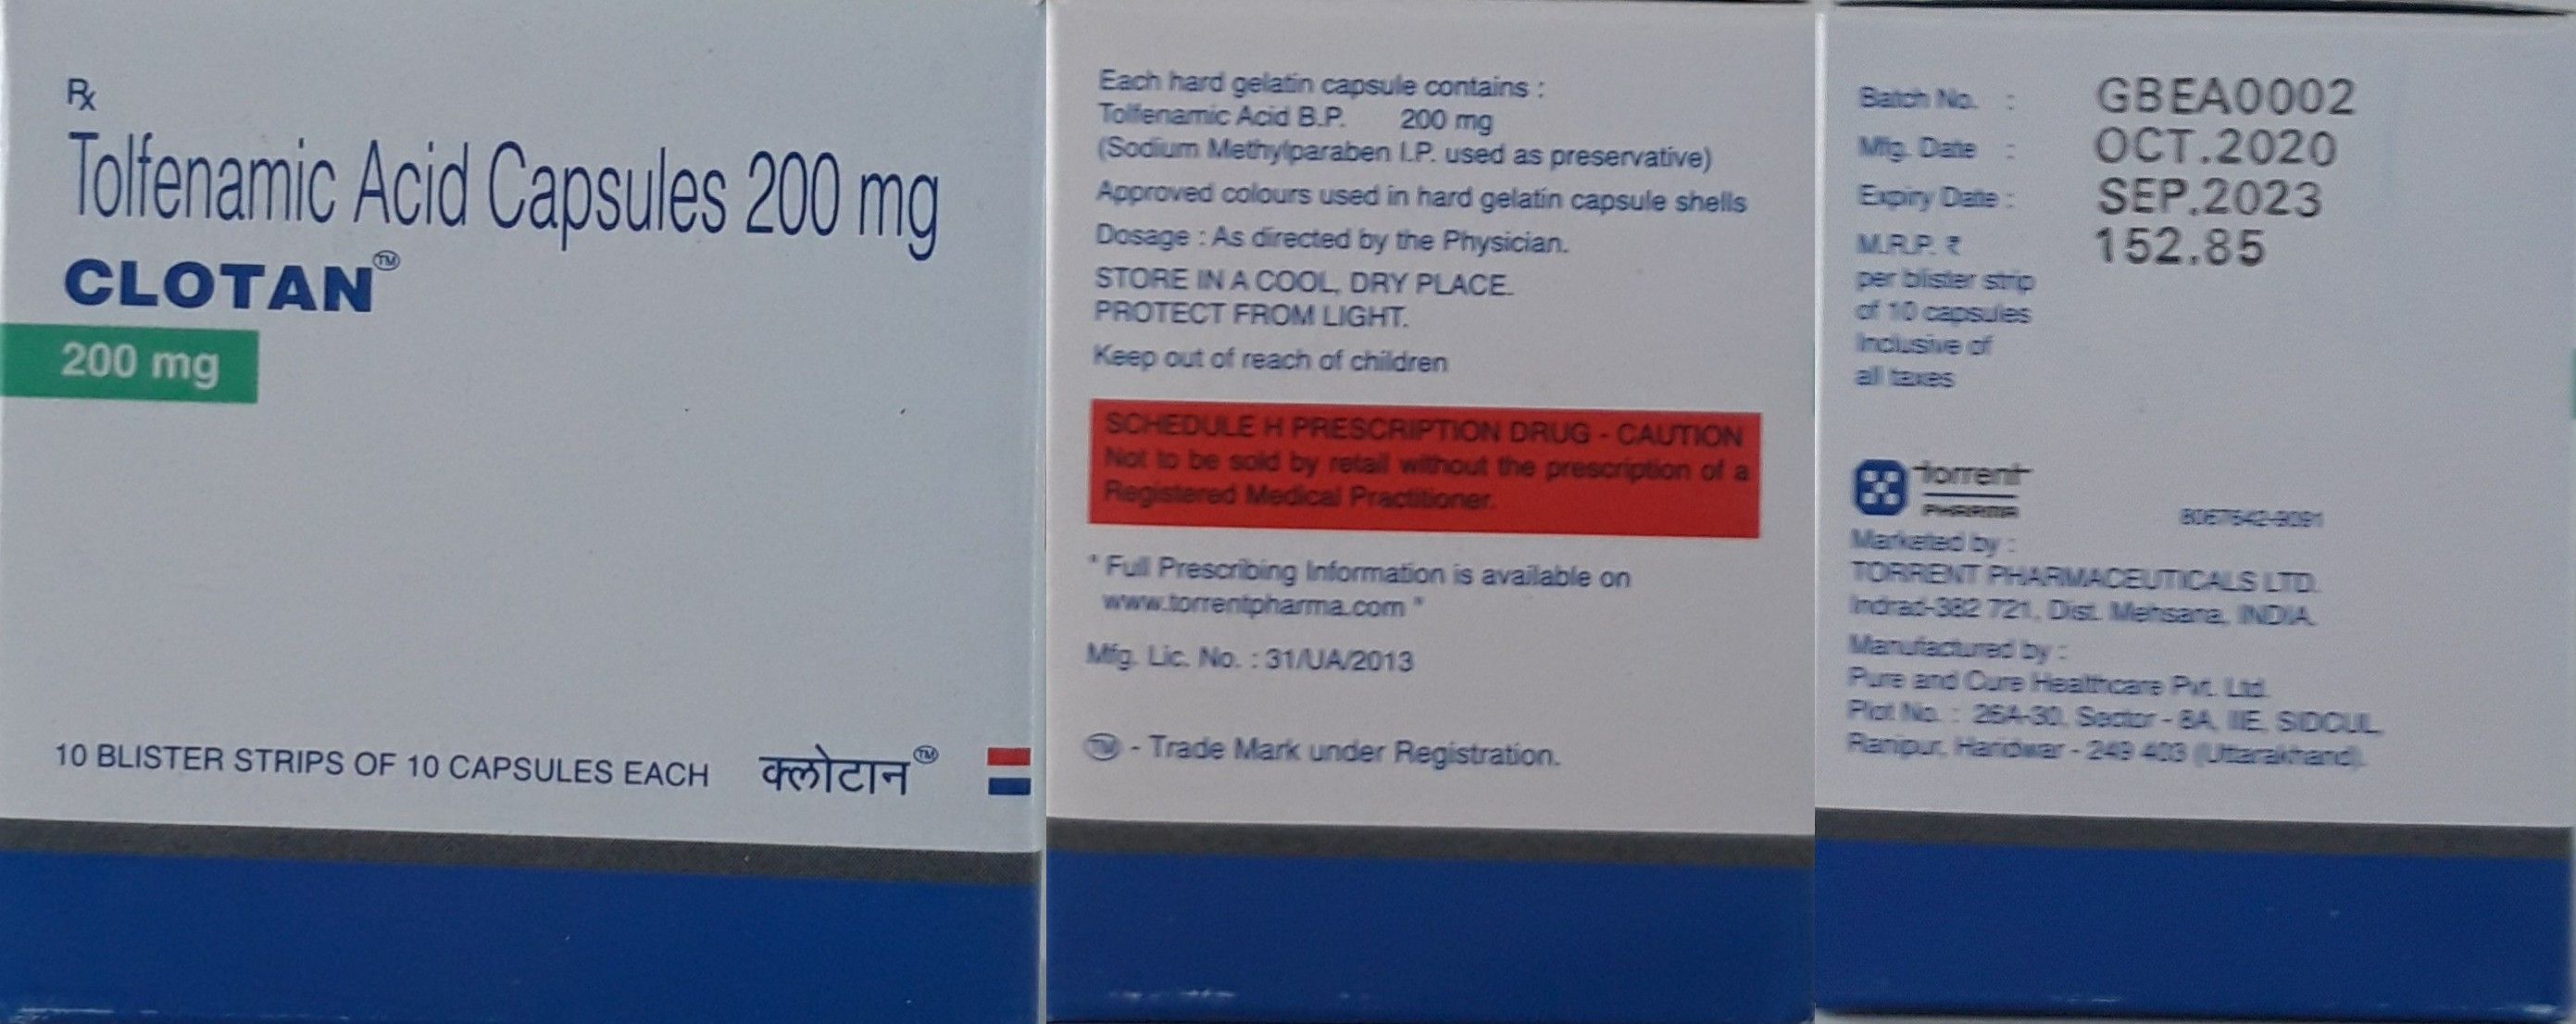 Rx
Tolfenamic Acid Capsules 200 mg
CLOTAN™
200 mg
10 BLISTER STRIPS OF 10 CAPSULES EACH
क्लोटान™
Each hard gelatin capsule contains :
Tolfenamic Acid B.P. 200 mg
(Sodium Methylparaben I.P. used as preservative)
Approved colours used in hard gelatin capsule shells
Dosage : As directed by the Physician.
STORE IN A COOL, DRY PLACE.
PROTECT FROM LIGHT.
Keep out of reach of children
SCHEDULE H PRESCRIPTION DRUG - CAUTION
Not to be sold by retail without the prescription of a
Registered Medical Practitioner.
* Full Prescribing Information is available on
www.torrentpharma.com *
Mfg. Lic. No. : 31/UA/2013
TM - Trade Mark under Registration.
Batch No. : GBEA0002
Mfg. Date : OCT.2020
Expiry Date : SEP.2023
M.R.P. ₹ 152.85
per blister strip
of 10 capsules
Inclusive of
all taxes
torrent
PHARMA
8067642-9091
Marketed by :
TORRENT PHARMACEUTICALS LTD.
Indrad-382 721, Dist. Mehsana, INDIA.
Manufactured by :
Pure and Cure Healthcare Pvt. Ltd.
Plot No. : 26A-30, Sector - 8A, IIE, SIDCUL,
Ranipur, Haridwar - 249 403 (Uttarakhand).